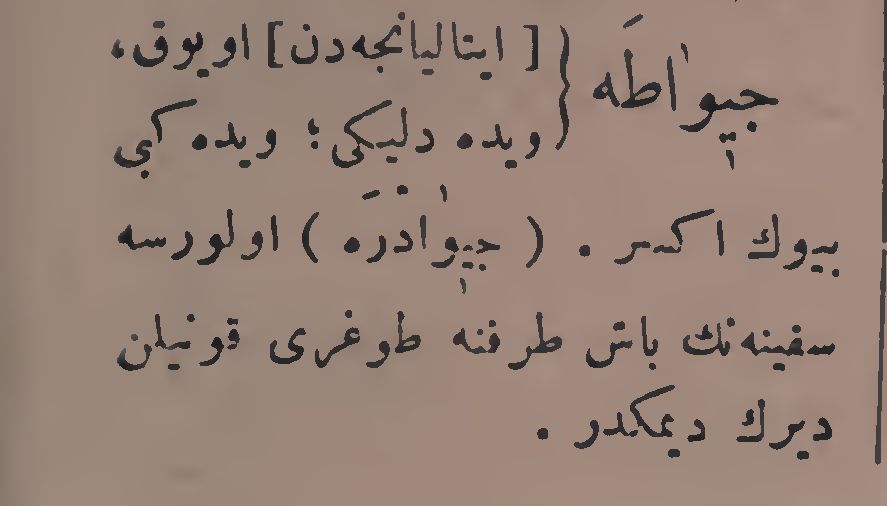 جیواطه { [ ایتالیانجه‌دن ] اویوق،
ویده دلیکی ؛ ویده کبی
بیوك اکسر . ( جیوادره ) اولورسه
سفینه‌نك باش طرفنه طوغری قونیلن
دیرك دیمکدر .